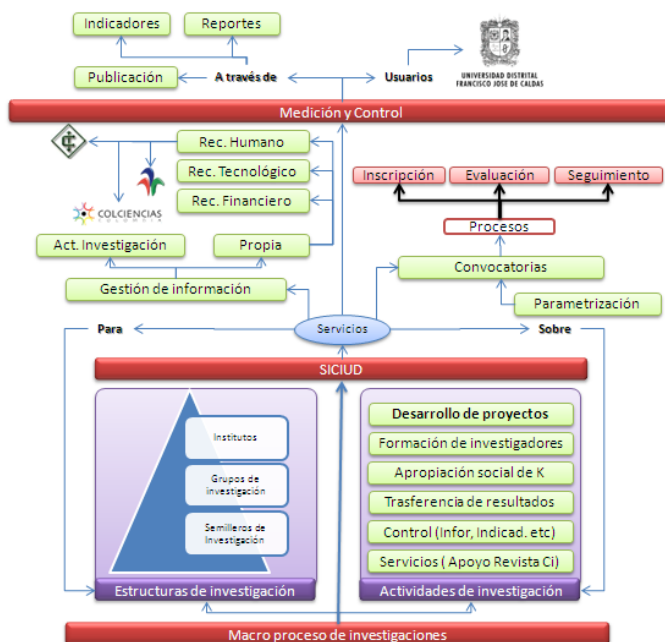 Indicadores
Reportes
Publicación
A través de
Usuarios
UNIVERSIDAD DISTRITAL
FRANCISCO JOSE DE CALDAS
Medición y Control
Rec. Humano
Rec. Tecnológico
Rec. Financiero
COLCIENCIAS
COLOMBIA
Inscripción
Evaluación
Seguimiento
Procesos
Act. Investigación
Propia
Convocatorias
Gestión de información
Parametrización
Para
Servicios
Sobre
SICIUD
Institutos
Grupos de
investigación
Semilleros de
Investigación
Desarrollo de proyectos
Formación de investigadores
Apropiación social de K
Trasferencia de resultados
Control (Infor, Indicad. etc)
Servicios ( Apoyo Revista Ci)
Estructuras de investigación
Actividades de investigación
Macro proceso de investigaciones